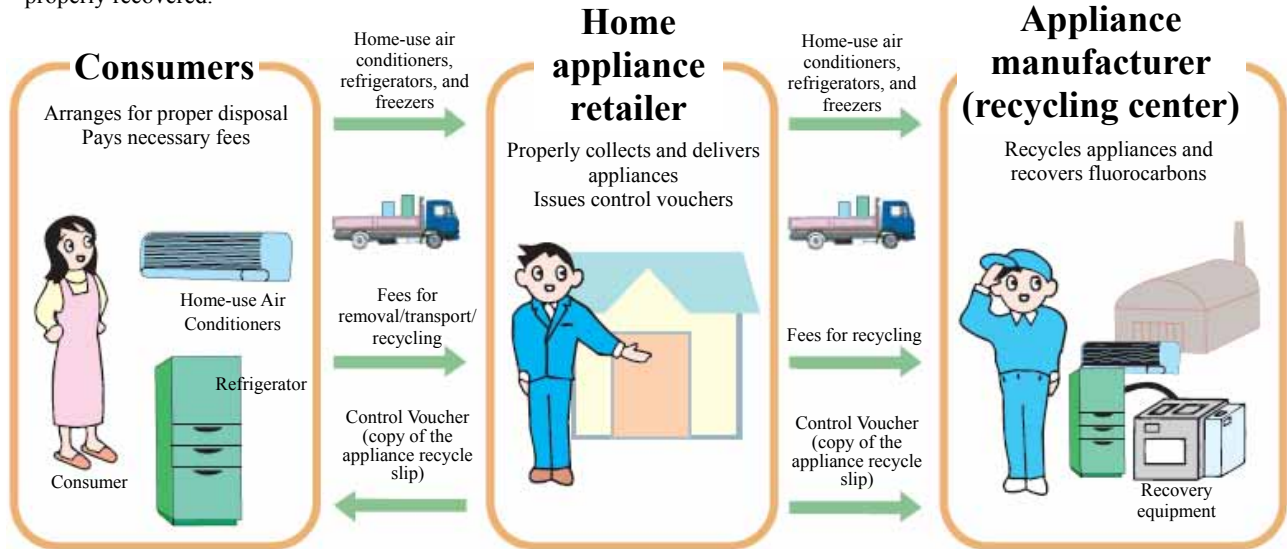 properly recovered.
Consumers
Arranges for proper disposal
Pays necessary fees
Home-use Air
Conditioners
Refrigerator
Consumer
Home-use air
conditioners,
refrigerators, and
freezers
Fees for
removal/transport/
recycling
Control Voucher
(copy of the
appliance recycle
slip)
Home
appliance
retailer
Properly collects and delivers
appliances
Issues control vouchers
Home-use air
conditioners,
refrigerators, and
freezers
Fees for recycling
Control Voucher
(copy of the
appliance recycle
slip)
Appliance
manufacturer
(recycling center)
Recycles appliances and
recovers fluorocarbons
Recovery
equipment